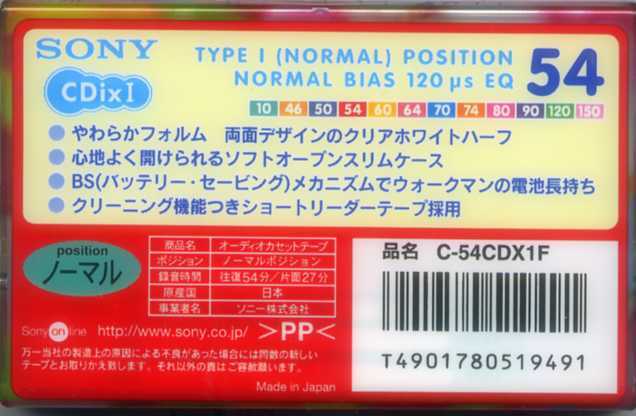 SONY
CDixI
TYPE I (NORMAL) POSITION
NORMAL BIAS 120 μs EQ
54
10 46 50 54 60 64 70 74 80 90 120 150
やわらかフォルム 両面デザインのクリアホワイトハーフ
心地よく開けられるソフトオープンスリムケース
BS(バッテリー・セービング)メカニズムでウォークマンの電池長持ち
クリーニング機能つきショートリーダーテープ採用
position
ノーマル
商品名 オーディオカセットテープ
ポジション ノーマルポジション
録音時間 往復54分/片面27分
原産国 日本
事業者名 ソニー株式会社
Sony on line http://www.sony.co.jp/ >PP<
万一当社の製造上の原因による不良があった場合には同数の新しい
テープとお取りかえ致します。それ以外の責はご容赦ください。
Made in Japan
品名 C-54CDX1F
T4901780519491